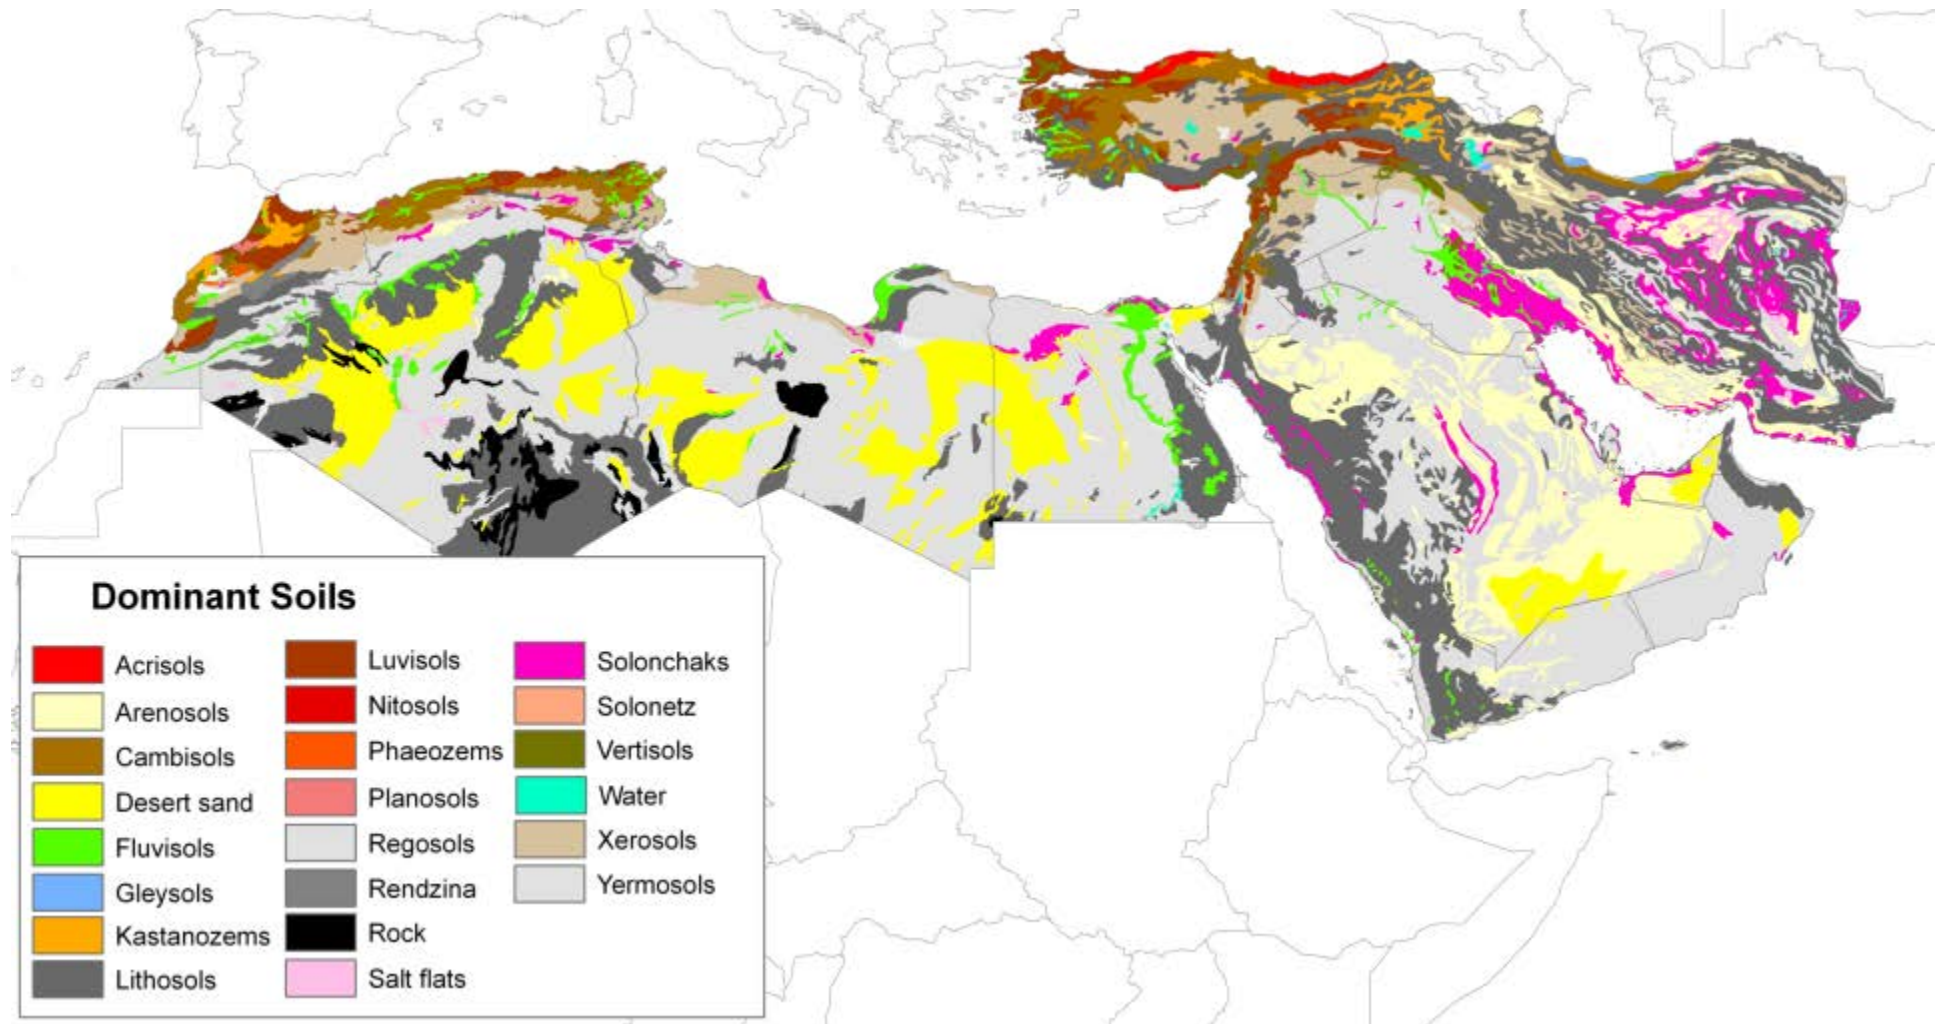 Dominant Soils
Acrisols
Arenosols
Cambisols
Desert sand
Fluvisols
Gleysols
Kastanozems
Lithosols
Luvisols
Nitosols
Phaeozems
Planosols
Regosols
Rendzina
Rock
Salt flats
Solonchaks
Solonetz
Vertisols
Water
Xerosols
Yermosols